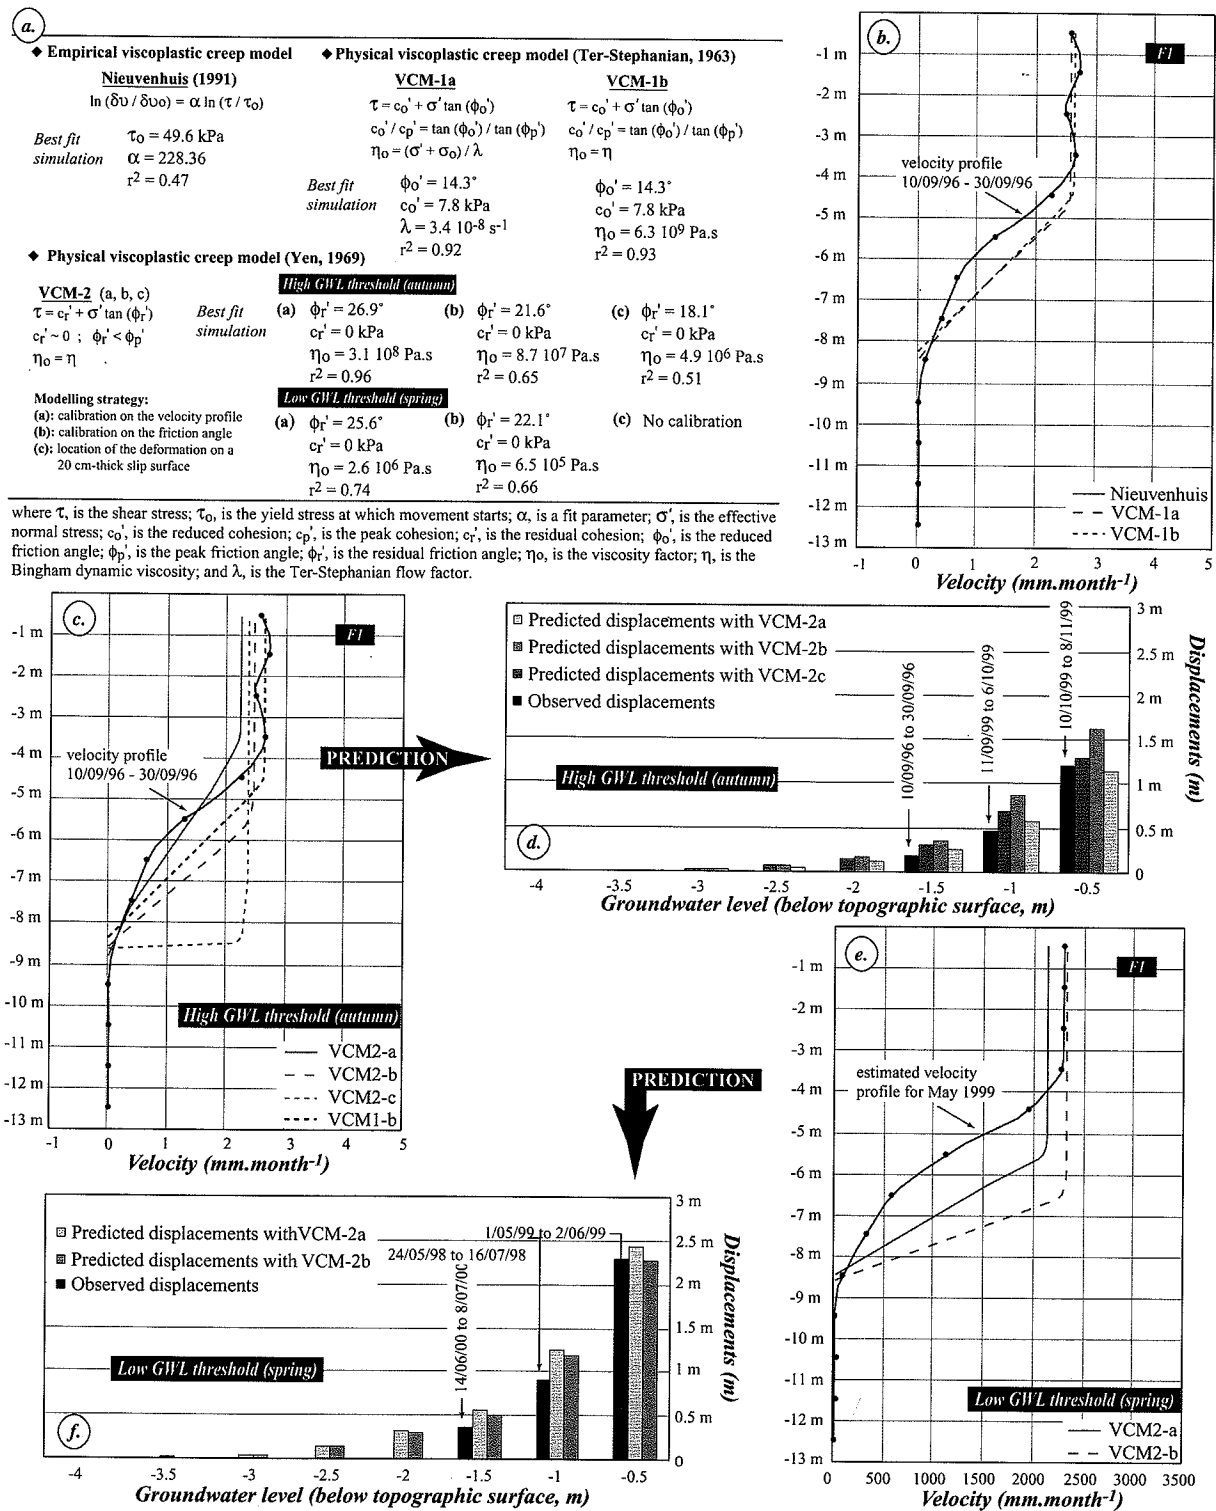 a.
◆ Empirical viscoplastic creep model
Nieuvenhuis (1991)
ln (δυ / δυo) = α ln (τ / τo)
Best fit simulation
τo = 49.6 kPa
α = 228.36
r2 = 0.47
◆ Physical viscoplastic creep model (Ter-Stephanian, 1963)
VCM-1a
τ = co' + σ' tan (ϕo')
co' / cp' = tan (ϕo') / tan (ϕp')
ηo = (σ' + σo) / λ
Best fit simulation
ϕo' = 14.3°
co' = 7.8 kPa
λ = 3.4 10-8 s-1
r2 = 0.92
VCM-1b
τ = co' + σ' tan (ϕo')
co' / cp' = tan (ϕo') / tan (ϕp')
ηo = η
ϕo' = 14.3°
co' = 7.8 kPa
ηo = 6.3 109 Pa.s
r2 = 0.93
◆ Physical viscoplastic creep model (Yen, 1969)
VCM-2 (a, b, c)
τ = cr' + σ' tan (ϕr')
cr' ~ 0 ; ϕr' < ϕp'
ηo = η
Best fit simulation
High GWL threshold (autumn)
(a) ϕr' = 26.9°
cr' = 0 kPa
ηo = 3.1 108 Pa.s
r2 = 0.96
(b) ϕr' = 21.6°
cr' = 0 kPa
ηo = 8.7 107 Pa.s
r2 = 0.65
(c) ϕr' = 18.1°
cr' = 0 kPa
ηo = 4.9 106 Pa.s
r2 = 0.51
Modelling strategy:
(a): calibration on the velocity profile
(b): calibration on the friction angle
(c): location of the deformation on a
20 cm-thick slip surface
Low GWL threshold (spring)
(a) ϕr' = 25.6°
cr' = 0 kPa
ηo = 2.6 106 Pa.s
r2 = 0.74
(b) ϕr' = 22.1°
cr' = 0 kPa
ηo = 6.5 105 Pa.s
r2 = 0.66
(c) No calibration
where τ, is the shear stress; τo, is the yield stress at which movement starts; α, is a fit parameter; σ', is the effective
normal stress; co', is the reduced cohesion; cp', is the peak cohesion; cr', is the residual cohesion; ϕo', is the reduced
friction angle; ϕp', is the peak friction angle; ϕr', is the residual friction angle; ηo, is the viscosity factor; η, is the
Bingham dynamic viscosity; and λ, is the Ter-Stephanian flow factor.
b.
F1
-1 m
-2 m
-3 m
-4 m
-5 m
-6 m
-7 m
-8 m
-9 m
-10 m
-11 m
-12 m
-13 m
velocity profile
10/09/96 - 30/09/96
Nieuvenhuis
VCM-1a
VCM-1b
-1 0 1 2 3 4 5
Velocity (mm.month-1)
c.
F1
-1 m
-2 m
-3 m
-4 m
-5 m
-6 m
-7 m
-8 m
-9 m
-10 m
-11 m
-12 m
-13 m
velocity profile
10/09/96 - 30/09/96
High GWL threshold (autumn)
VCM2-a
VCM2-b
VCM2-c
VCM1-b
-1 0 1 2 3 4 5
Velocity (mm.month-1)
PREDICTION
Predicted displacements with VCM-2a
Predicted displacements with VCM-2b
Predicted displacements with VCM-2c
Observed displacements
High GWL threshold (autumn)
d.
10/09/96 to 30/09/96
11/09/99 to 6/10/99
10/10/99 to 8/11/99
3 m
2.5 m
2 m
1.5 m
1 m
0.5 m
0
Displacements (m)
-4 -3.5 -3 -2.5 -2 -1.5 -1 -0.5
Groundwater level (below topographic surface, m)
PREDICTION
e.
F1
-1 m
-2 m
-3 m
-4 m
-5 m
-6 m
-7 m
-8 m
-9 m
-10 m
-11 m
-12 m
-13 m
estimated velocity
profile for May 1999
Low GWL threshold (spring)
VCM2-a
VCM2-b
0 500 1000 1500 2000 2500 3000 3500
Velocity (mm.month-1)
Predicted displacements withVCM-2a
Predicted displacements with VCM-2b
Observed displacements
Low GWL threshold (spring)
f.
14/06/00 to 8/07/00
24/05/98 to 16/07/98
1/05/99 to 2/06/99
3 m
2.5 m
2 m
1.5 m
1 m
0.5 m
0
Displacements (m)
-4 -3.5 -3 -2.5 -2 -1.5 -1 -0.5
Groundwater level (below topographic surface, m)